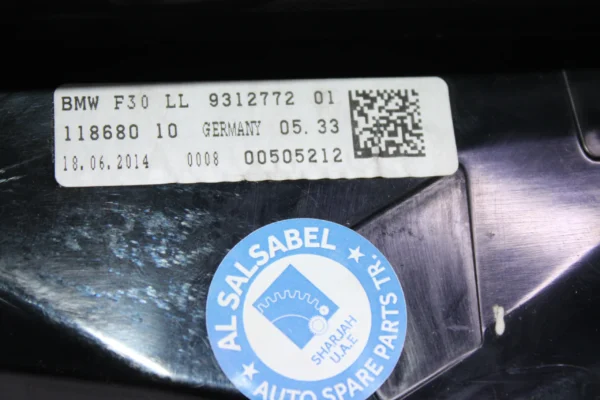 BMW F30 LL 9312772 01
118680 10 GERMANY 05.33
18.06.2014 0008 00505212
AL SALSABEL
AUTO SPARE PARTS TR.
SHARJAH
U.A.E